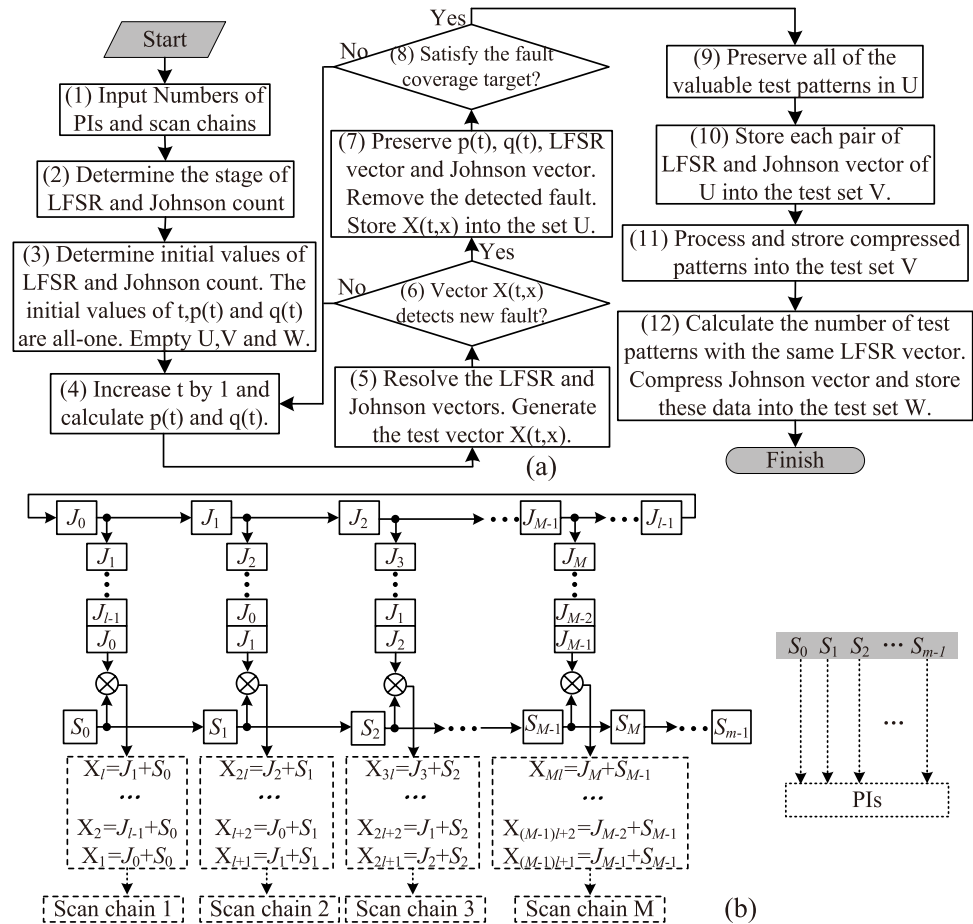 Start
(1) Input Numbers of
PIs and scan chains
(2) Determine the stage of
LFSR and Johnson count
(3) Determine initial values of
LFSR and Johnson count. The
initial values of t,p(t) and q(t)
are all-one. Empty U,V and W.
(4) Increase t by 1 and
calculate p(t) and q(t).
Yes
No
(8) Satisfy the fault
coverage target?
(7) Preserve p(t), q(t), LFSR
vector and Johnson vector.
Remove the detected fault.
Store X(t,x) into the set U.
Yes
No
(6) Vector X(t,x)
detects new fault?
(5) Resolve the LFSR and
Johnson vectors. Generate
the test vector X(t,x).
(9) Preserve all of the
valuable test patterns in U
(10) Store each pair of
LFSR and Johnson vector of
U into the test set V.
(11) Process and strore compressed
patterns into the test set V
(12) Calculate the number of test
patterns with the same LFSR vector.
Compress Johnson vector and store
these data into the test set W.
Finish
(a)
J0 J1 J2 ... JM-1 ... Jl-1
J1 J2 J3 JM
Jl-1 J0 J1 JM-2
J0 J1 J2 JM-1
S0 S1 S2 ... SM-1 SM ... Sm-1
Xl=J1+S0 X2l=J2+S1 X3l=J3+S2 XMl=JM+SM-1
... ... ... ...
X2=Jl-1+S0 Xl+2=J0+S1 X2l+2=J1+S2 X(M-1)l+2=JM-2+SM-1
X1=J0+S0 Xl+1=J1+S1 X2l+1=J2+S2 X(M-1)l+1=JM-1+SM-1
Scan chain 1 Scan chain 2 Scan chain 3 Scan chain M
S0 S1 S2 ... Sm-1
...
PIs
(b)